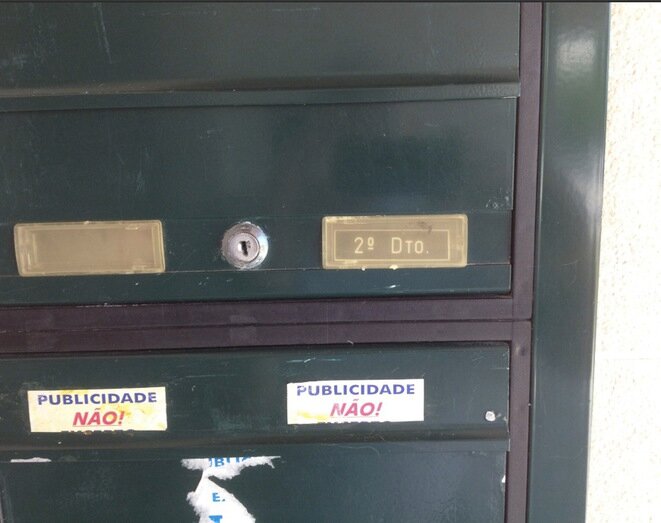 2º DTO.
PUBLICIDADE
NÃO!
PUBLICIDADE
NÃO!
E.